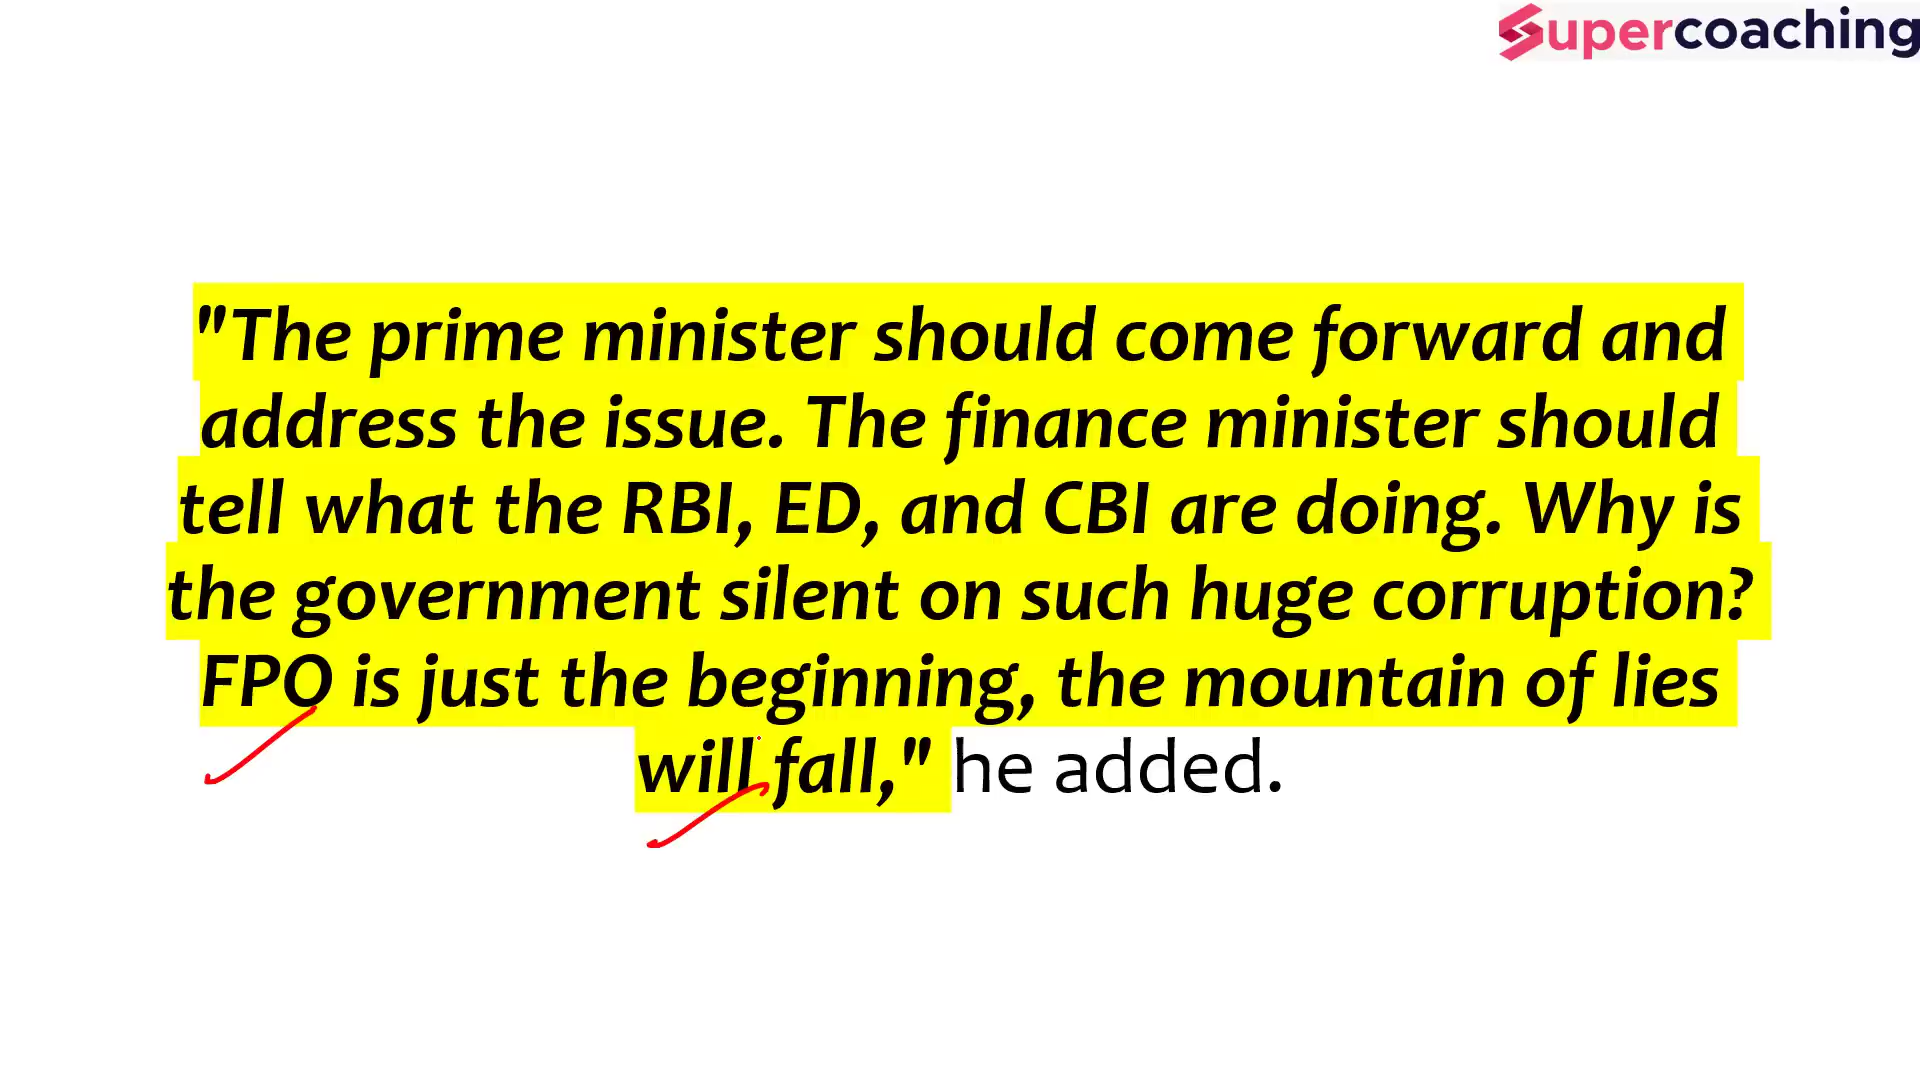 Supercoaching
"The prime minister should come forward and
address the issue. The finance minister should
tell what the RBI, ED, and CBI are doing. Why is
the government silent on such huge corruption?
FPO is just the beginning, the mountain of lies
will fall," he added.